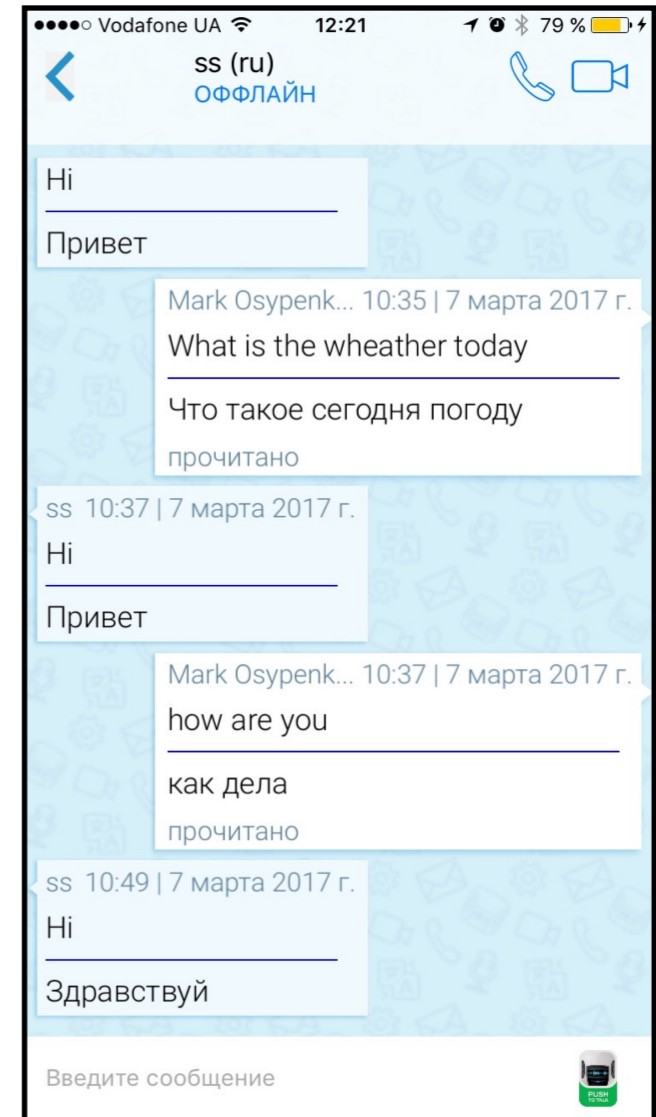 Vodafone UA 12:21 79 %
ss (ru)
ОФФЛАЙН
Hi
Привет
Mark Osypenk... 10:35 | 7 марта 2017 г.
What is the wheather today
Что такое сегодня погоду
прочитано
ss 10:37 | 7 марта 2017 г.
Hi
Привет
Mark Osypenk... 10:37 | 7 марта 2017 г.
how are you
как дела
прочитано
ss 10:49 | 7 марта 2017 г.
Hi
Здравствуй
Введите сообщение
PUSH
TO TALK